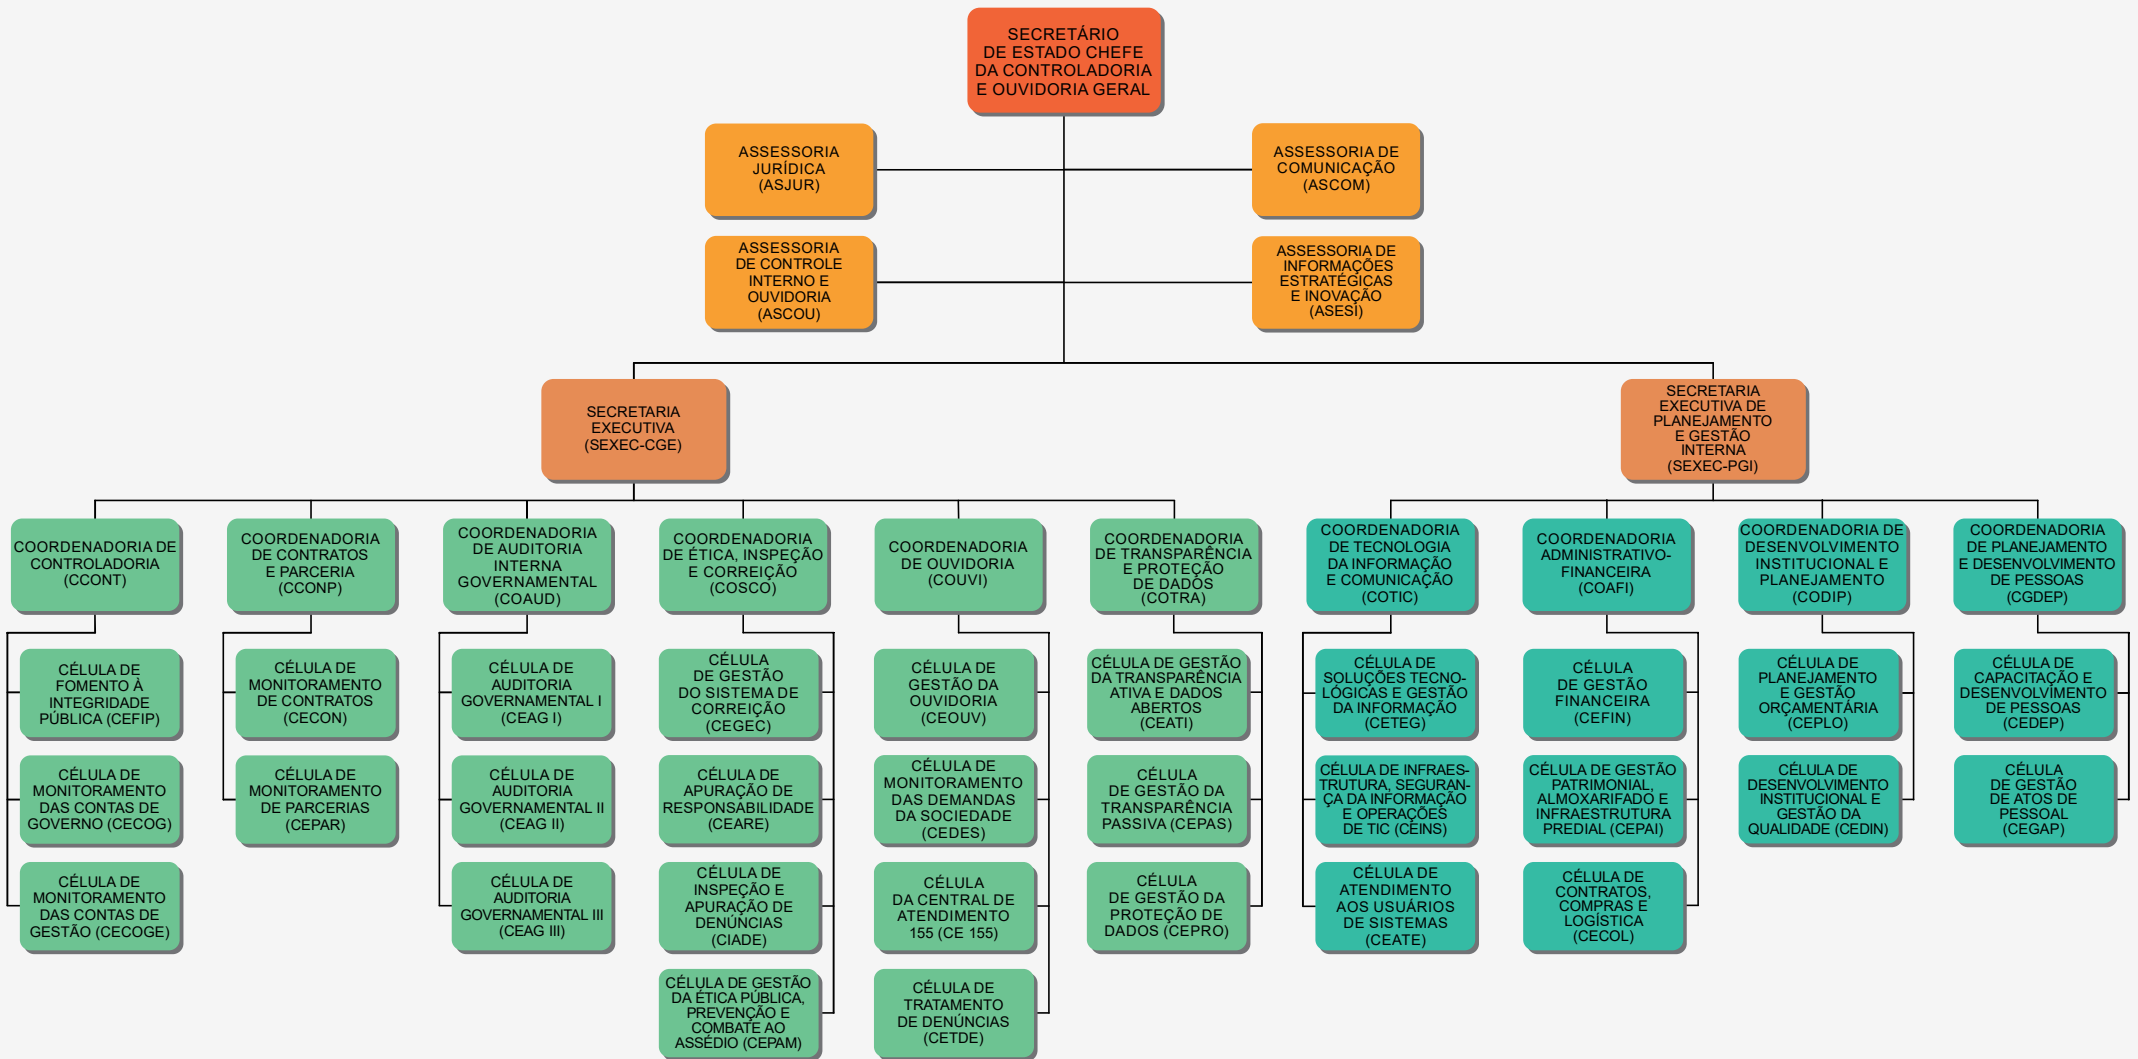 SECRETÁRIO
DE ESTADO CHEFE
DA CONTROLADORIA
E OUVIDORIA GERAL
ASSESSORIA
JURÍDICA
(ASJUR)
ASSESSORIA DE
COMUNICAÇÃO
(ASCOM)
ASSESSORIA
DE CONTROLE
INTERNO E
OUVIDORIA
(ASCOU)
ASSESSORIA DE
INFORMAÇÕES
ESTRATÉGICAS
E INOVAÇÃO
(ASESI)
SECRETARIA
EXECUTIVA
(SEXEC-CGE)
SECRETARIA
EXECUTIVA DE
PLANEJAMENTO
E GESTÃO
INTERNA
(SEXEC-PGI)
COORDENADORIA DE
CONTROLADORIA
(CCONT)
COORDENADORIA
DE CONTRATOS
E PARCERIA
(CCONP)
COORDENADORIA
DE AUDITORIA
INTERNA
GOVERNAMENTAL
(COAUD)
COORDENADORIA
DE ÉTICA, INSPEÇÃO
E CORREIÇÃO
(COSCO)
COORDENADORIA
DE OUVIDORIA
(COUVI)
COORDENADORIA
DE TRANSPARÊNCIA
E PROTEÇÃO
DE DADOS
(COTRA)
COORDENADORIA
DE TECNOLOGIA
DA INFORMAÇÃO
E COMUNICAÇÃO
(COTIC)
COORDENADORIA
ADMINISTRATIVO-
FINANCEIRA
(COAFI)
COORDENADORIA DE
DESENVOLVIMENTO
INSTITUCIONAL E
PLANEJAMENTO
(CODIP)
COORDENADORIA
DE PLANEJAMENTO
E DESENVOLVIMENTO
DE PESSOAS
(CGDEP)
CÉLULA DE
FOMENTO À
INTEGRIDADE
PÚBLICA (CEFIP)
CÉLULA DE
MONITORAMENTO
DE CONTRATOS
(CECON)
CÉLULA DE
AUDITORIA
GOVERNAMENTAL I
(CEAG I)
CÉLULA
DE GESTÃO
DO SISTEMA DE
CORREIÇÃO
(CEGEC)
CÉLULA DE
GESTÃO DA
OUVIDORIA
(CEOUV)
CÉLULA DE GESTÃO
DA TRANSPARÊNCIA
ATIVA E DADOS
ABERTOS
(CEATI)
CÉLULA DE
SOLUÇÕES TECNO-
LÓGICAS E GESTÃO
DA INFORMAÇÃO
(CETEG)
CÉLULA
DE GESTÃO
FINANCEIRA
(CEFIN)
CÉLULA DE
PLANEJAMENTO
E GESTÃO
ORÇAMENTÁRIA
(CEPLO)
CÉLULA DE
CAPACITAÇÃO E
DESENVOLVIMENTO
DE PESSOAS
(CEDEP)
CÉLULA DE
MONITORAMENTO
DAS CONTAS DE
GOVERNO (CECOG)
CÉLULA DE
MONITORAMENTO
DE PARCERIAS
(CEPAR)
CÉLULA DE
AUDITORIA
GOVERNAMENTAL II
(CEAG II)
CÉLULA DE
APURAÇÃO DE
RESPONSABILIDADE
(CEARE)
CÉLULA DE
MONITORAMENTO
DAS DEMANDAS
DA SOCIEDADE
(CEDES)
CÉLULA
DE GESTÃO DA
TRANSPARÊNCIA
PASSIVA (CEPAS)
CÉLULA DE INFRAES-
TRUTURA, SEGURAN-
ÇA DA INFORMAÇÃO
E OPERAÇÕES
DE TIC (CEINS)
CÉLULA DE GESTÃO
PATRIMONIAL,
ALMOXARIFADO E
INFRAESTRUTURA
PREDIAL (CEPAI)
CÉLULA DE
DESENVOLVIMENTO
INSTITUCIONAL E
GESTÃO DA
QUALIDADE (CEDIN)
CÉLULA
DE GESTÃO
DE ATOS DE
PESSOAL
(CEGAP)
CÉLULA DE
MONITORAMENTO
DAS CONTAS DE
GESTÃO (CECOGE)
CÉLULA DE
AUDITORIA
GOVERNAMENTAL III
(CEAG III)
CÉLULA DE
INSPEÇÃO E
APURAÇÃO DE
DENÚNCIAS
(CIADE)
CÉLULA
DA CENTRAL DE
ATENDIMENTO
155 (CE 155)
CÉLULA
DE GESTÃO DA
PROTEÇÃO DE
DADOS (CEPRO)
CÉLULA DE
ATENDIMENTO
AOS USUÁRIOS
DE SISTEMAS
(CEATE)
CÉLULA DE
CONTRATOS,
COMPRAS E
LOGÍSTICA
(CECOL)
CÉLULA DE GESTÃO
DA ÉTICA PÚBLICA,
PREVENÇÃO E
COMBATE AO
ASSÉDIO (CEPAM)
CÉLULA DE
TRATAMENTO
DE DENÚNCIAS
(CETDE)